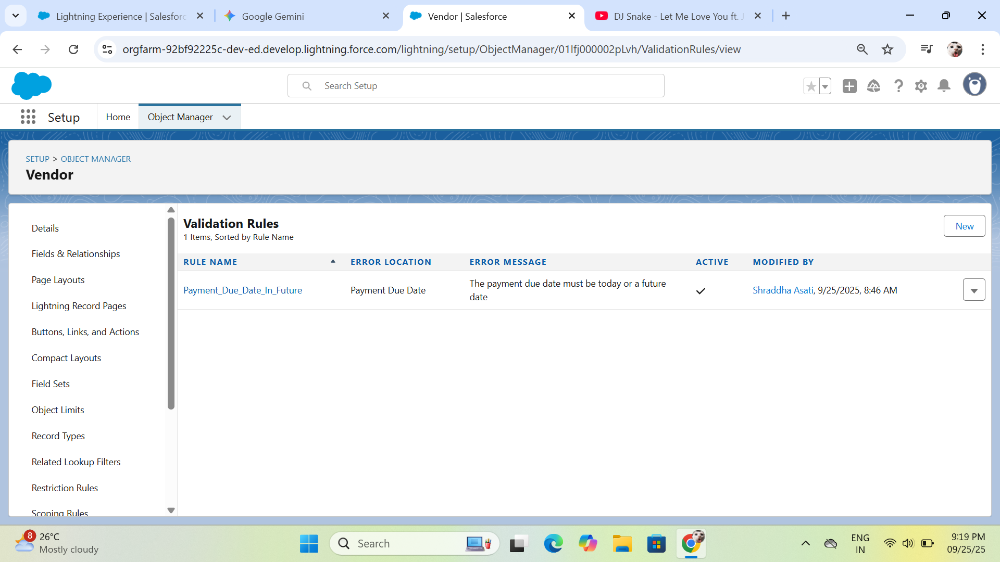 Lightning Experience | Salesforc
Google Gemini
Vendor | Salesforce
DJ Snake - Let Me Love You ft. J
orgfarm-92bf92225c-dev-ed.develop.lightning.force.com/lightning/setup/ObjectManager/01Ifj000002pLvh/ValidationRules/view
Search Setup
Setup
Home
Object Manager
SETUP > OBJECT MANAGER
Vendor
Details
Fields & Relationships
Page Layouts
Lightning Record Pages
Buttons, Links, and Actions
Compact Layouts
Field Sets
Object Limits
Record Types
Related Lookup Filters
Restriction Rules
Scoping Rules
Validation Rules
1 Items, Sorted by Rule Name
New
RULE NAME
ERROR LOCATION
ERROR MESSAGE
ACTIVE
MODIFIED BY
Payment_Due_Date_In_Future
Payment Due Date
The payment due date must be today or a future
date
Shraddha Asati, 9/25/2025, 8:46 AM
8
26°C
Mostly cloudy
Search
ENG
IN
9:19 PM
09/25/25